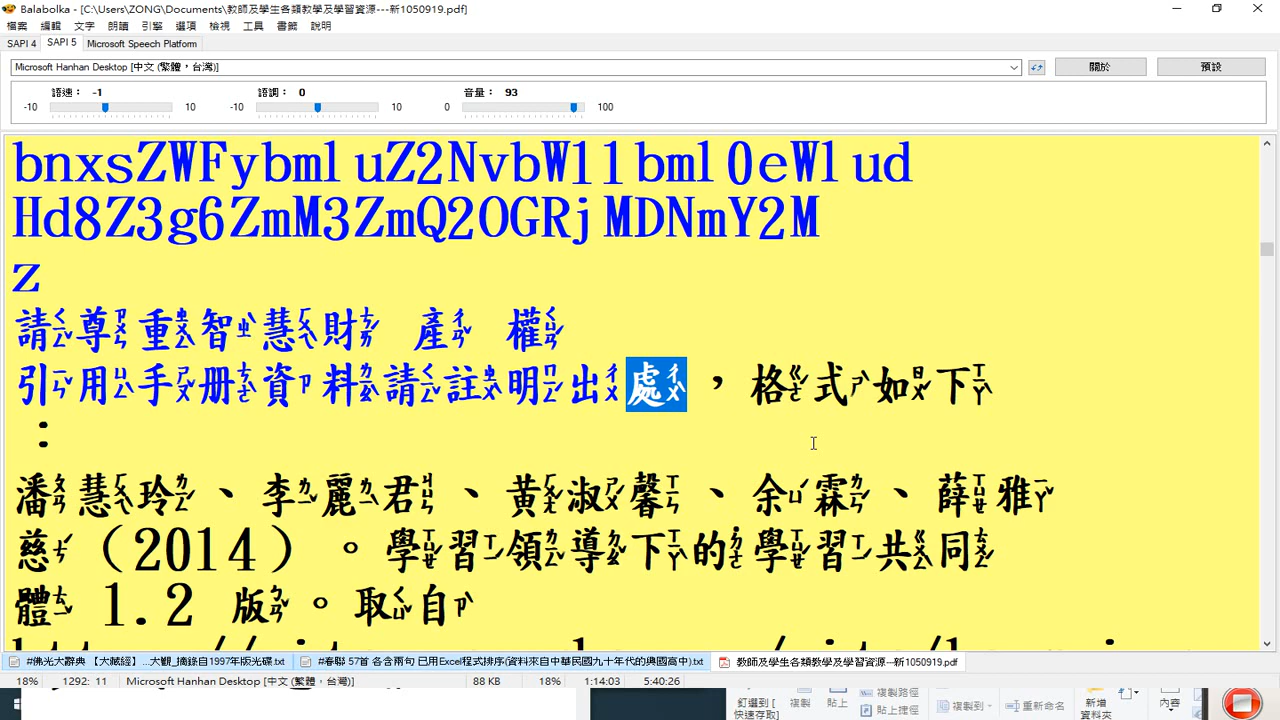 Balabolka - [C:\Users\ZONG\Documents\教師及學生各類教學及學習資源---新1050919.pdf]
檔案 編輯 文字 朗讀 引擎 選項 檢視 工具 書籤 說明
SAPI 4 SAPI 5 Microsoft Speech Platform
Microsoft Hanhan Desktop [中文 (繁體，台灣)] 關於 預設
語速： -1 語調： 0 音量： 93
-10 10 -10 10 0 100
bnxsZWFybmluZ2NvbW11bml0eWlud
Hd8Z3g6ZmM3ZmQ2OGRjMDNmY2M
z
請尊重智慧財 產 權
引用手册資料請註明出處，格式如下
：
潘慧玲、李麗君、黃淑馨、余霖、薛雅
慈（2014）。學習領導下的學習共同
體 1.2 版。取自
#佛光大辭典 【大藏經】 ...大觀_摘錄自1997年版光碟.txt #春聯 57首 各含兩句 已用Excel程式排序(資料來自中華民國九十年代的興國高中).txt 教師及學生各類教學及學習資源---新1050919.pdf
18% 1292: 11 Microsoft Hanhan Desktop [中文 (繁體，台灣)] 88 KB 18% 1:14:03 5:40:26
釘選到 [ 快速存取] 複製 貼上 複製路徑 貼上捷徑 複製到 重新命名 新增 資料夾 內容